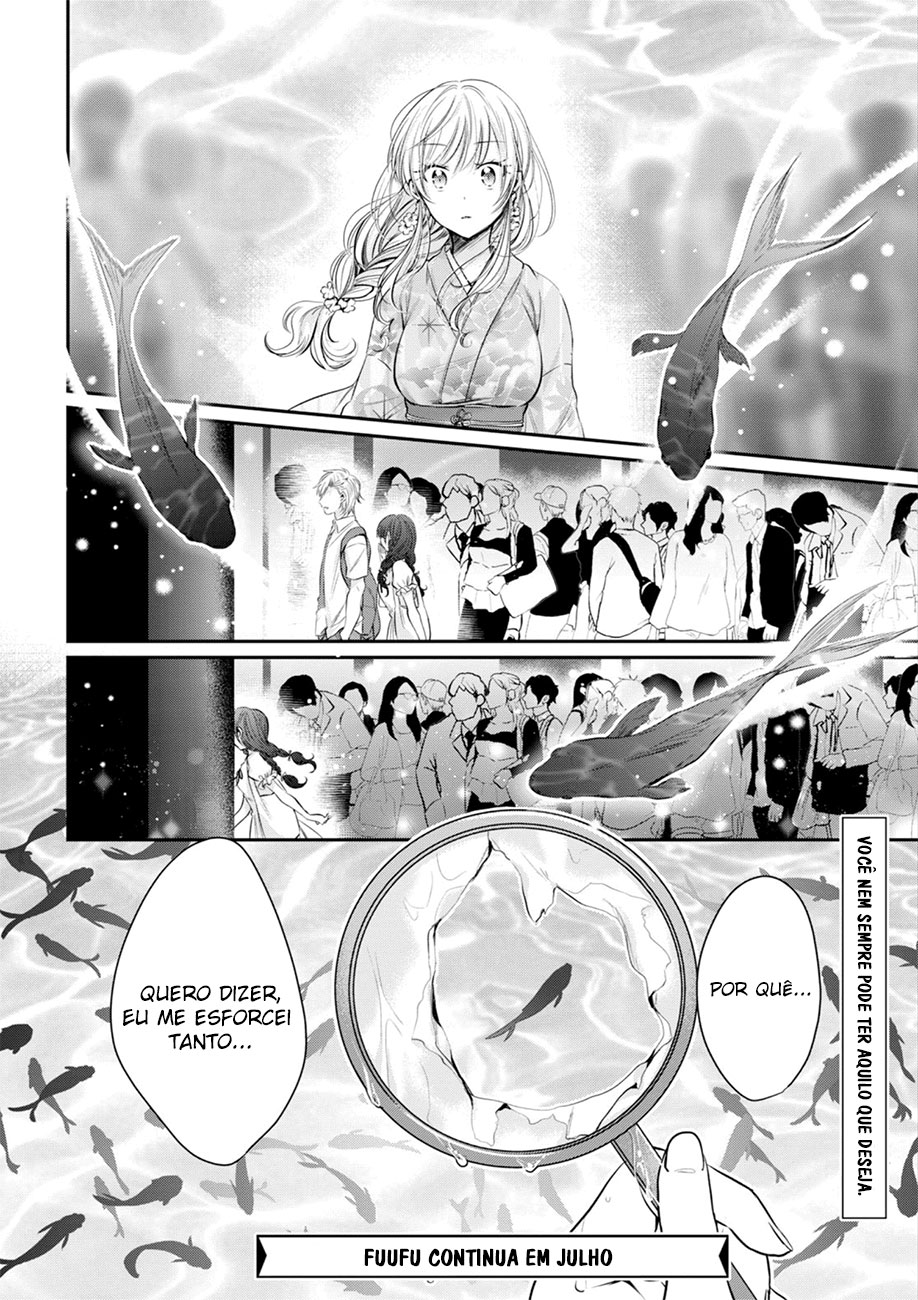 POR QUÊ...
QUERO DIZER,
EU ME ESFORCEI
TANTO...
VOCÊ NEM SEMPRE PODE TER AQUILO QUE DESEJA.
FUUFU CONTINUA EM JULHO